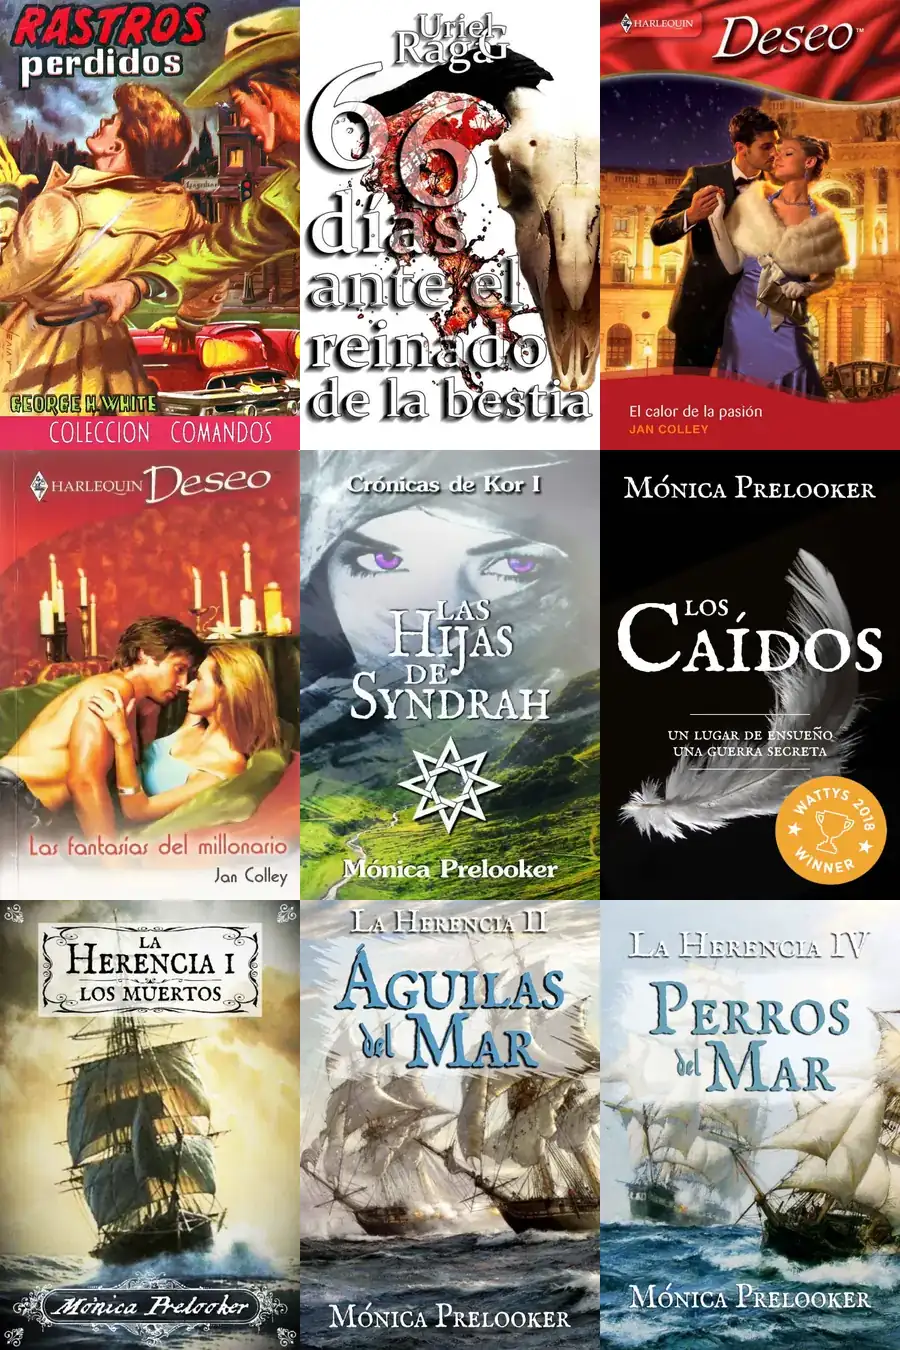 RASTROS
perdidos
GEORGE H. WHITE
COLECCION COMANDOS
Uriel
Raga G
66
días
ante el
reinado
de la bestia
HARLEQUIN
Deseo™
El calor de la pasión
JAN COLLEY
HARLEQUIN Deseo
Las fantasías del millonario
Jan Colley
Crónicas de Kor I
LAS
HIJAS
DE
SYNDRAH
Mónica Prelooker
MÓNICA PRELOOKER
LOS
CAÍDOS
UN LUGAR DE ENSUEÑO
UNA GUERRA SECRETA
WATTYS 2018
WINNER
LA
HERENCIA I
LOS MUERTOS
Mónica Prelooker
LA HERENCIA II
ÁGUILAS
del MAR
MÓNICA PRELOOKER
LA HERENCIA IV
PERROS
del MAR
MÓNICA PRELOOKER